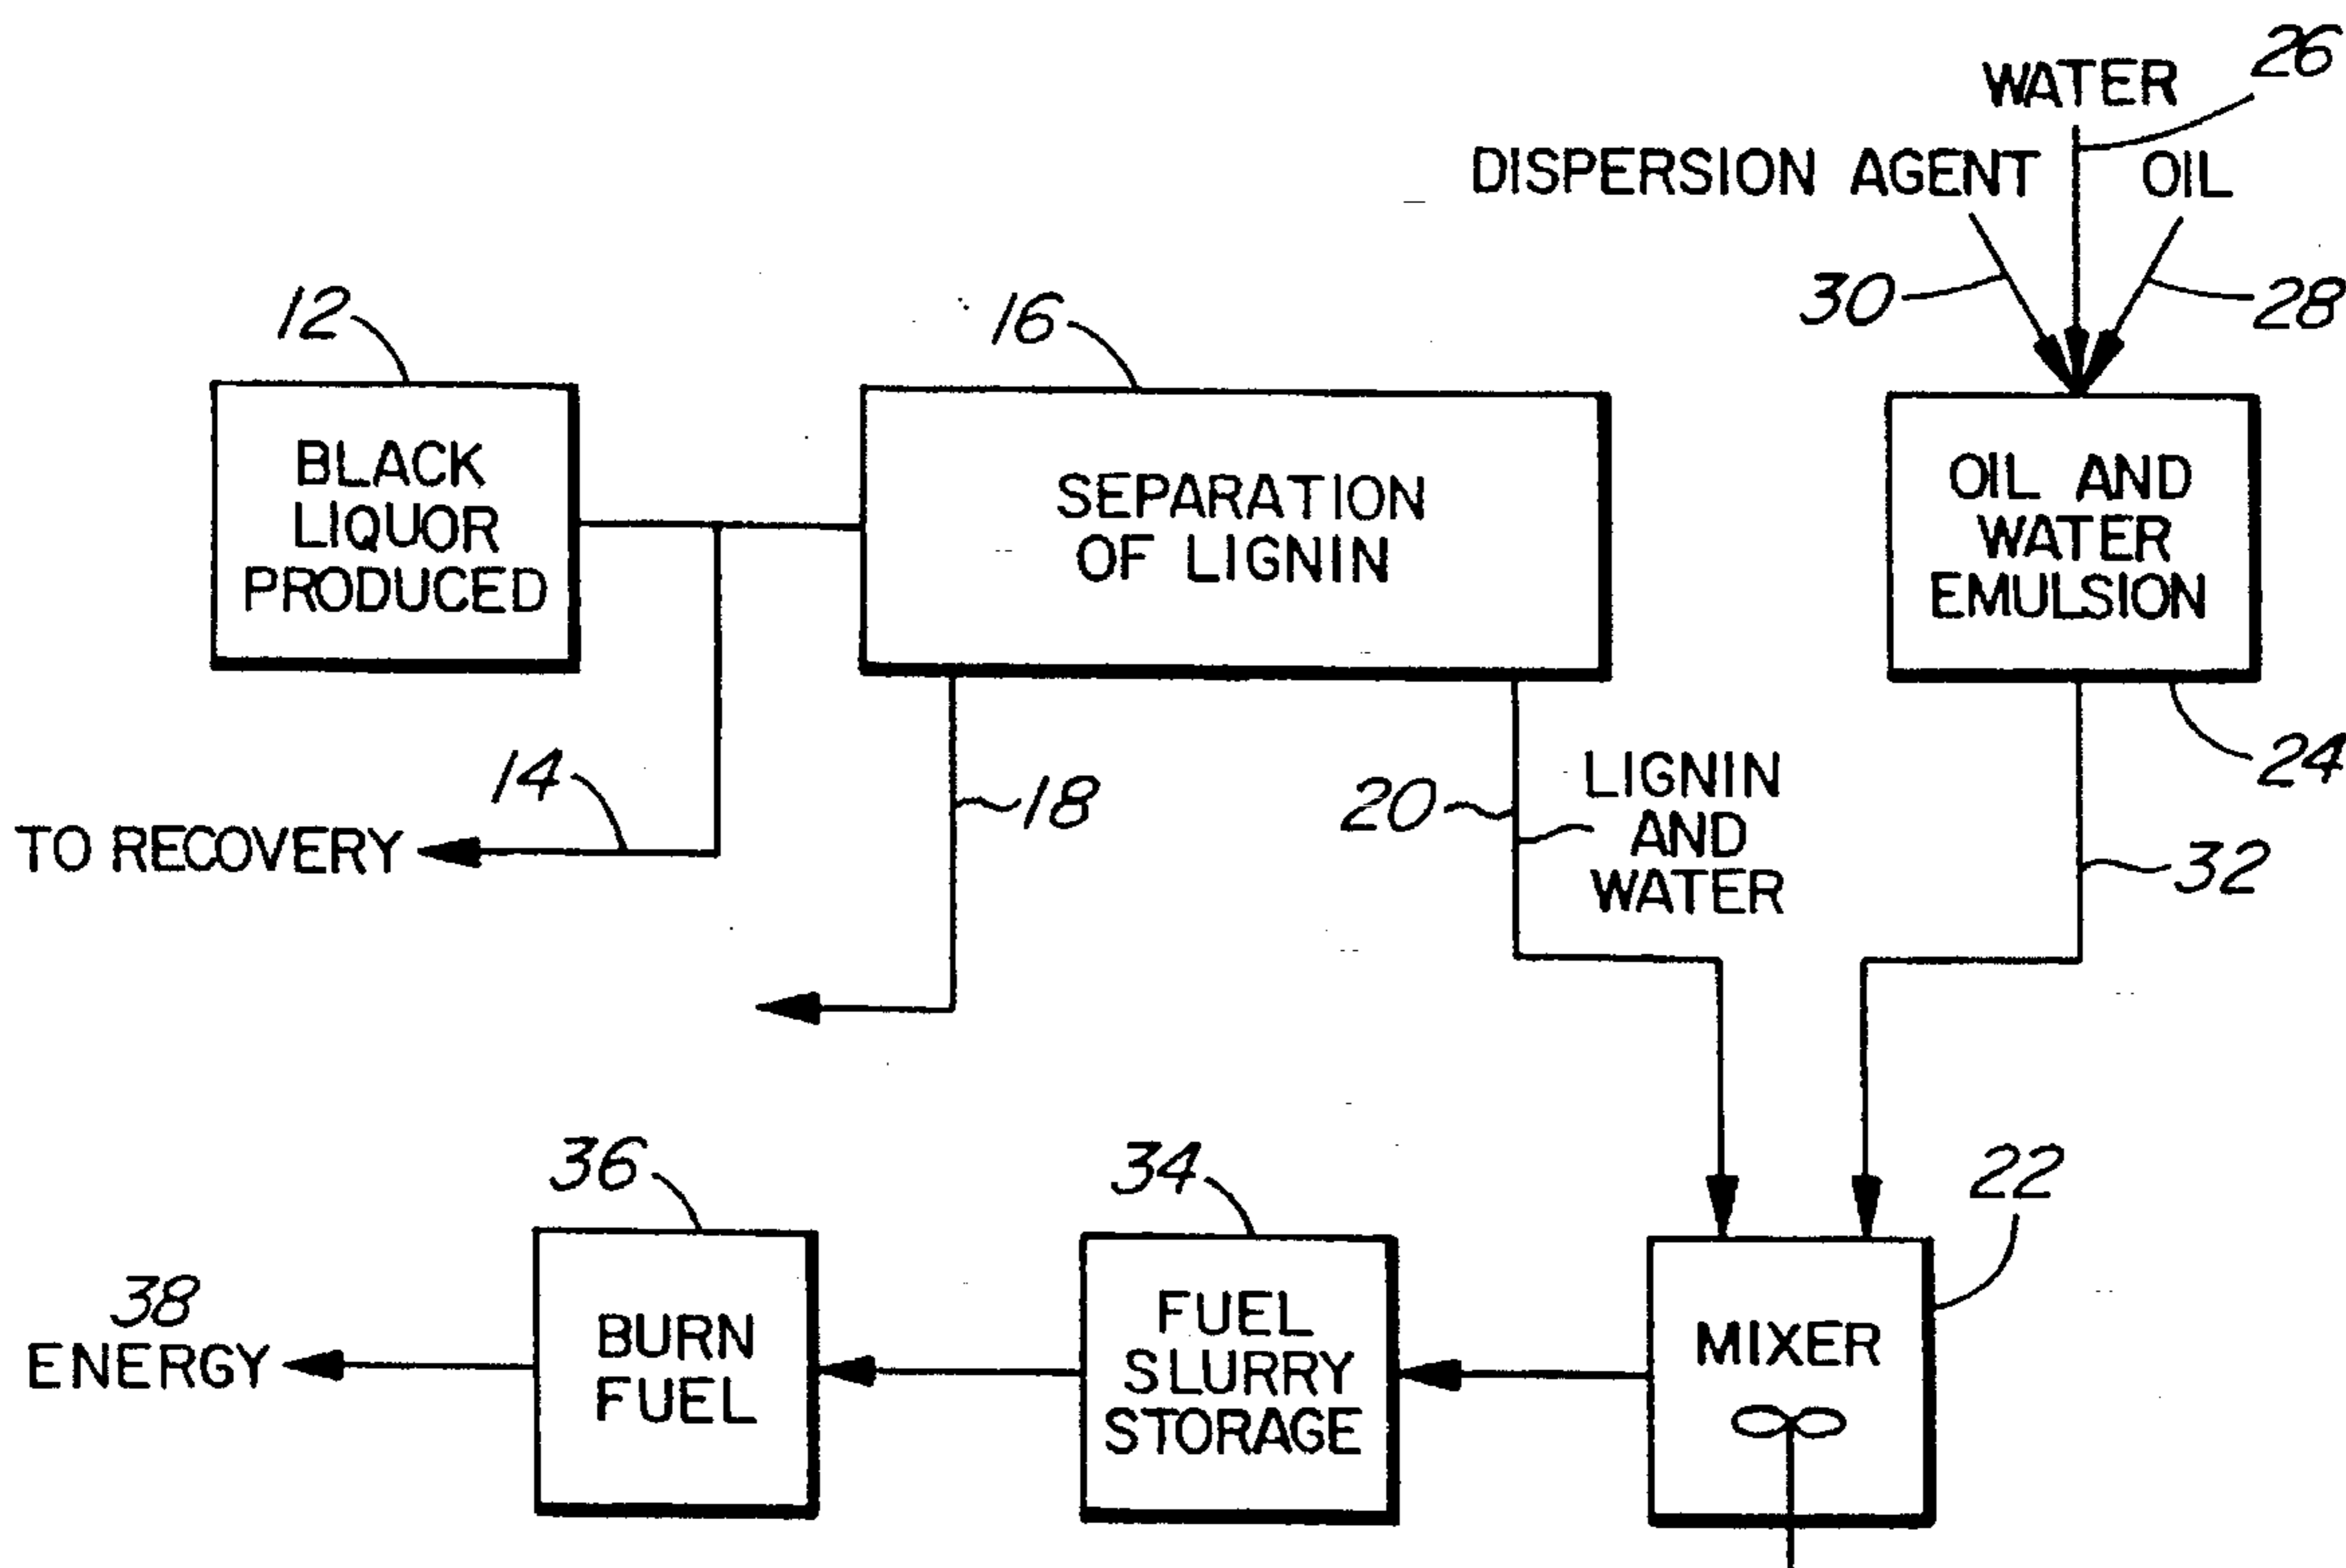 26
WATER
DISPERSION AGENT
OIL
30
28
12
16
BLACK
LIQUOR
PRODUCED
SEPARATION
OF LIGNIN
OIL AND
WATER
EMULSION
14
TO RECOVERY
18
20
LIGNIN
AND
WATER
24
32
36
34
22
38
ENERGY
BURN
FUEL
FUEL
SLURRY
STORAGE
MIXER